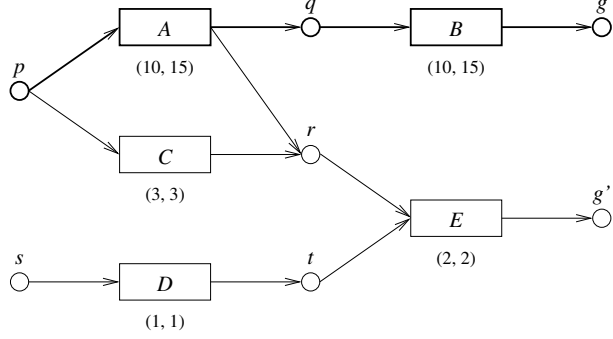 q g
A B
p (10, 15) (10, 15)
r
C
g'
(3, 3) E
s t
(2, 2)
D
(1, 1)